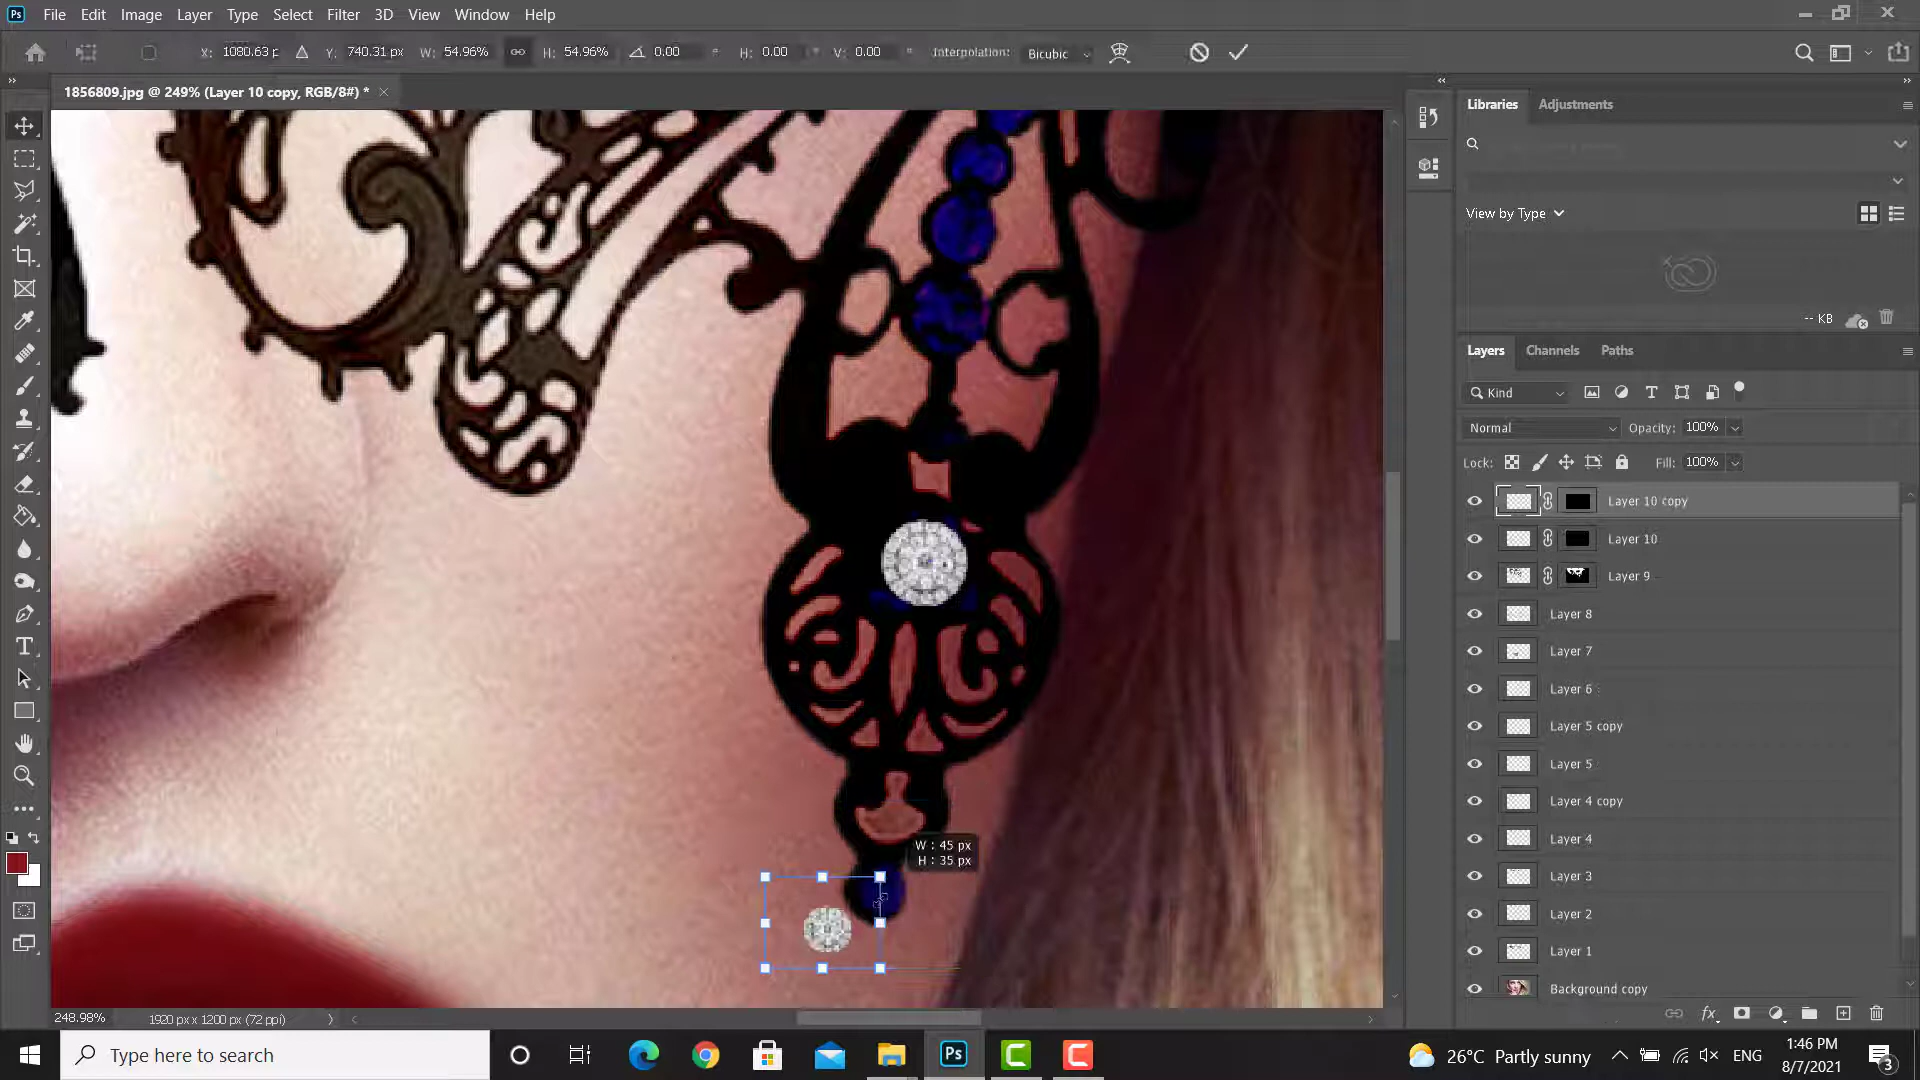 Ps File Edit Image Layer Type Select Filter 3D View Window Help
X: 1080.63 p Y: 740.31 px W: 54.96% H: 54.96% 0.00 ° H: 0.00 ° V: 0.00 ° Interpolation: Bicubic
1856809.jpg @ 249% (Layer 10 copy, RGB/8#) *
Libraries Adjustments
View by Type
-- KB
Layers Channels Paths
Kind
Normal Opacity: 100%
Lock: Fill: 100%
Layer 10 copy
Layer 10
Layer 9
Layer 8
Layer 7
Layer 6
Layer 5 copy
Layer 5
Layer 4 copy
Layer 4
Layer 3
Layer 2
Layer 1
Background copy
W : 45 px
H : 35 px
248.98% 1920 px x 1200 px (72 ppi)
fx
Type here to search
Ps
26°C Partly sunny
ENG
1:46 PM
8/7/2021
3